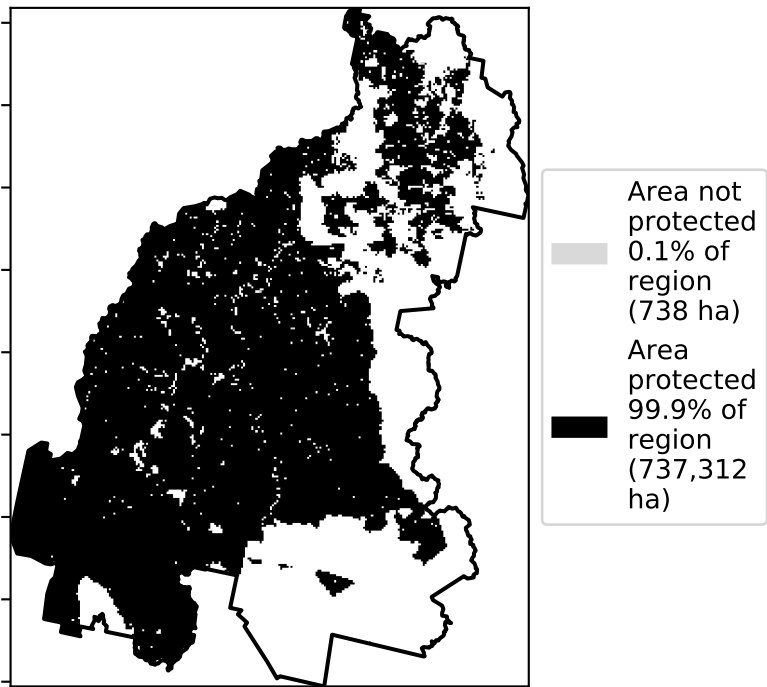 Area not
protected
0.1% of
region
(738 ha)
Area
protected
99.9% of
region
(737,312
ha)